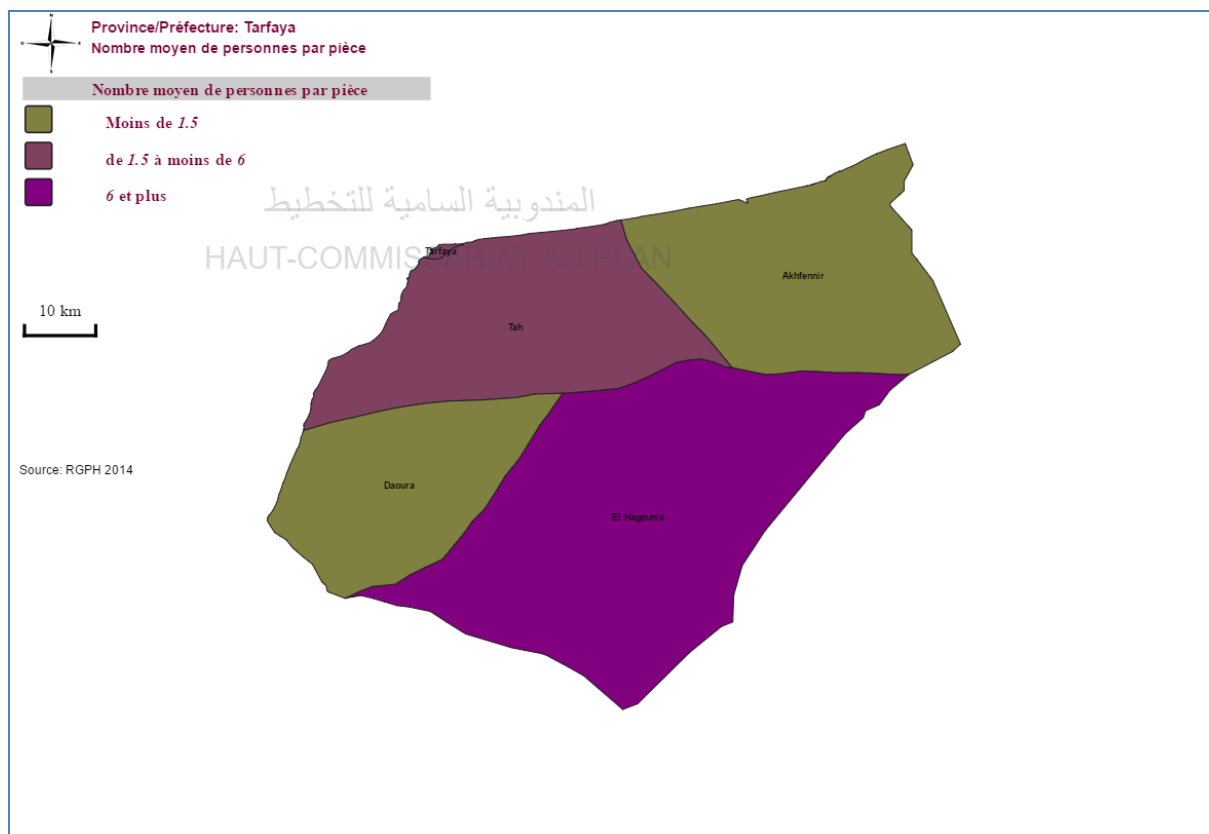 N
O
E
S
Province/Préfecture: Tarfaya
Nombre moyen de personnes par pièce
Nombre moyen de personnes par pièce
Moins de 1.5
de 1.5 à moins de 6
6 et plus
المندوبية السامية للتخطيط
HAUT-COMMISSARIAT AU PLAN
Tarfaya
Akhfennir
10 km
Tah
Source: RGPH 2014
Daoura
El Hagounia